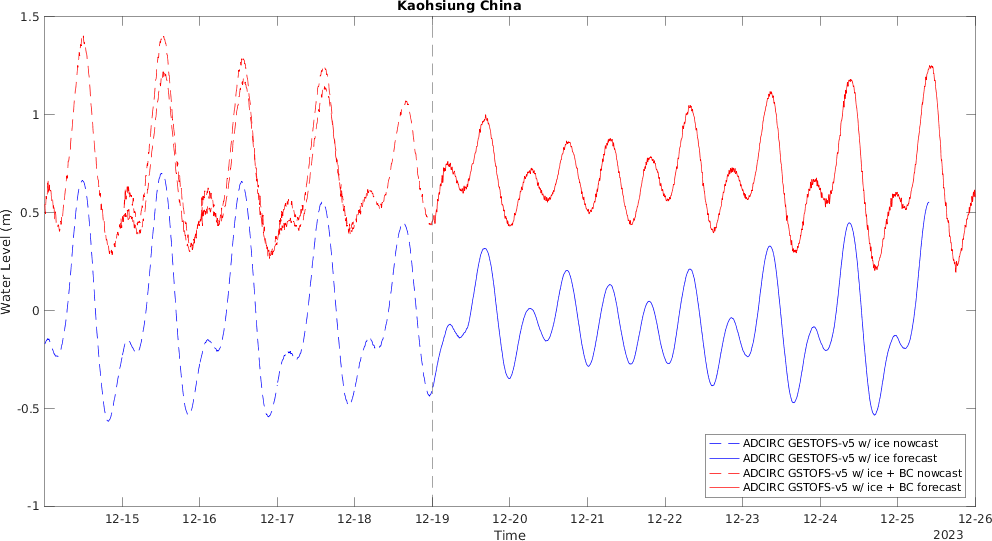 Kaohsiung China
1.5
1
0.5
0
-0.5
-1
Water Level (m)
12-15
12-16
12-17
12-18
12-19
12-20
12-21
12-22
12-23
12-24
12-25
12-26
Time
2023
ADCIRC GESTOFS-v5 w/ ice nowcast
ADCIRC GESTOFS-v5 w/ ice forecast
ADCIRC GSTOFS-v5 w/ ice + BC nowcast
ADCIRC GSTOFS-v5 w/ ice + BC forecast